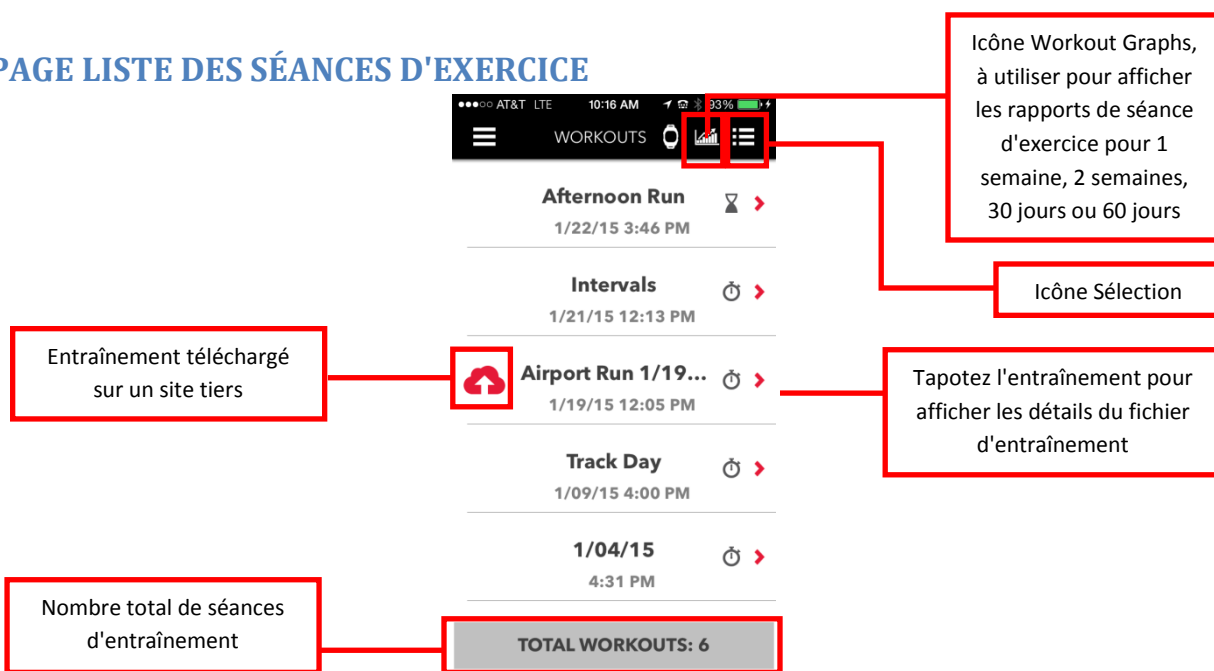 PAGE LISTE DES SÉANCES D'EXERCICE
Icône Workout Graphs,
à utiliser pour afficher
les rapports de séance
d'exercice pour 1
semaine, 2 semaines,
30 jours ou 60 jours
AT&T LTE 10:16 AM 93%
WORKOUTS
Afternoon Run
1/22/15 3:46 PM
Icône Sélection
Intervals
1/21/15 12:13 PM
Entraînement téléchargé
sur un site tiers
Airport Run 1/19...
1/19/15 12:05 PM
Tapotez l'entraînement pour
afficher les détails du fichier
d'entraînement
Track Day
1/09/15 4:00 PM
1/04/15
4:31 PM
Nombre total de séances
d'entraînement
TOTAL WORKOUTS: 6